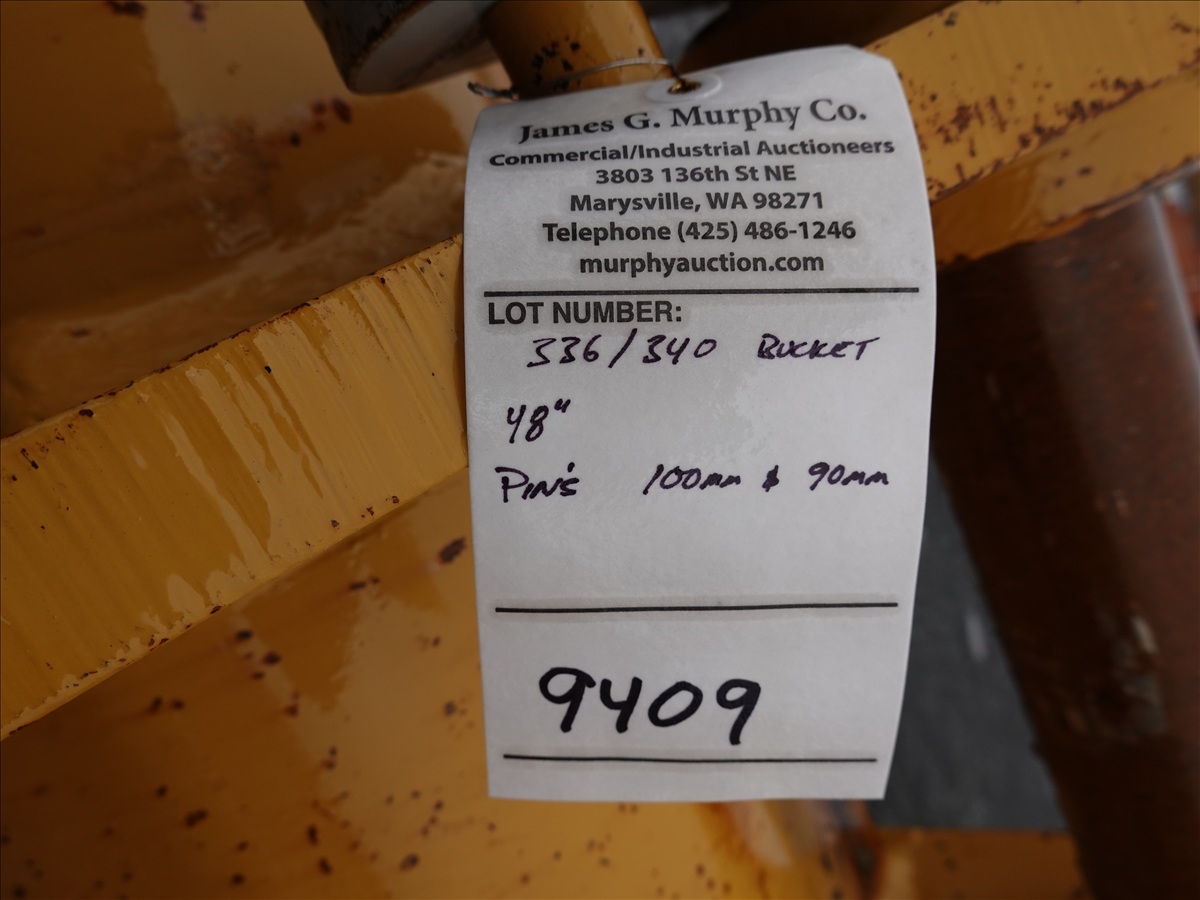 James G. Murphy Co.
Commercial/Industrial Auctioneers
3803 136th St NE
Marysville, WA 98271
Telephone (425) 486-1246
murphyauction.com
LOT NUMBER:
336/340 BUCKET
48"
PIN'S 100mm & 90mm
9409